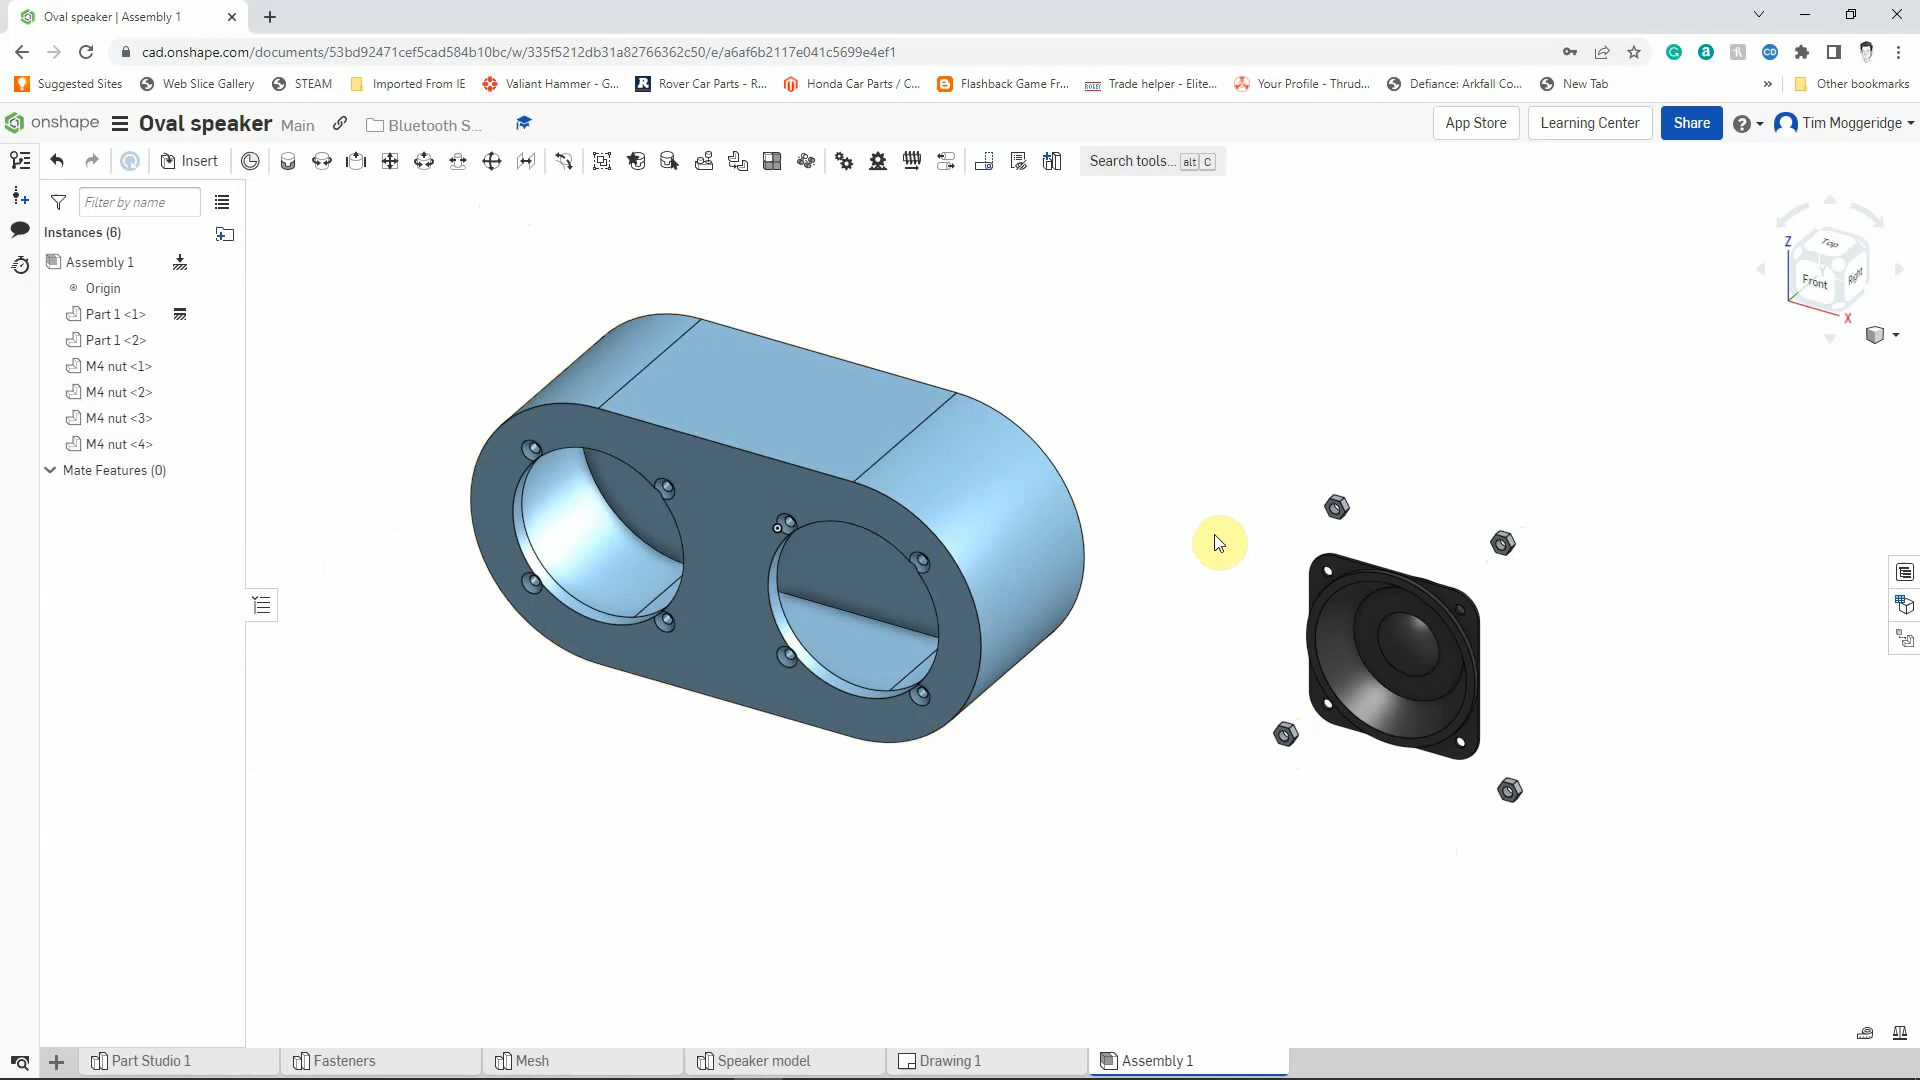 Oval speaker | Assembly 1
cad.onshape.com/documents/53bd92471cef5cad584b10bc/w/335f5212db31a82766362c50/e/a6af6b2117e041c5699e4ef1
Suggested Sites
Web Slice Gallery
STEAM
Imported From IE
Valiant Hammer - G...
Rover Car Parts - R...
Honda Car Parts / C...
Flashback Game Fr...
Trade helper - Elite...
Your Profile - Thrud...
Defiance: Arkfall Co...
New Tab
»
Other bookmarks
onshape
Oval speaker
Main
Bluetooth S...
App Store
Learning Center
Share
Tim Moggeridge
Insert
Search tools... alt C
Filter by name
Instances (6)
Assembly 1
Origin
Part 1 <1>
Part 1 <2>
M4 nut <1>
M4 nut <2>
M4 nut <3>
M4 nut <4>
Mate Features (0)
Z
Top
Y
Front
Right
X
Part Studio 1
Fasteners
Mesh
Speaker model
Drawing 1
Assembly 1